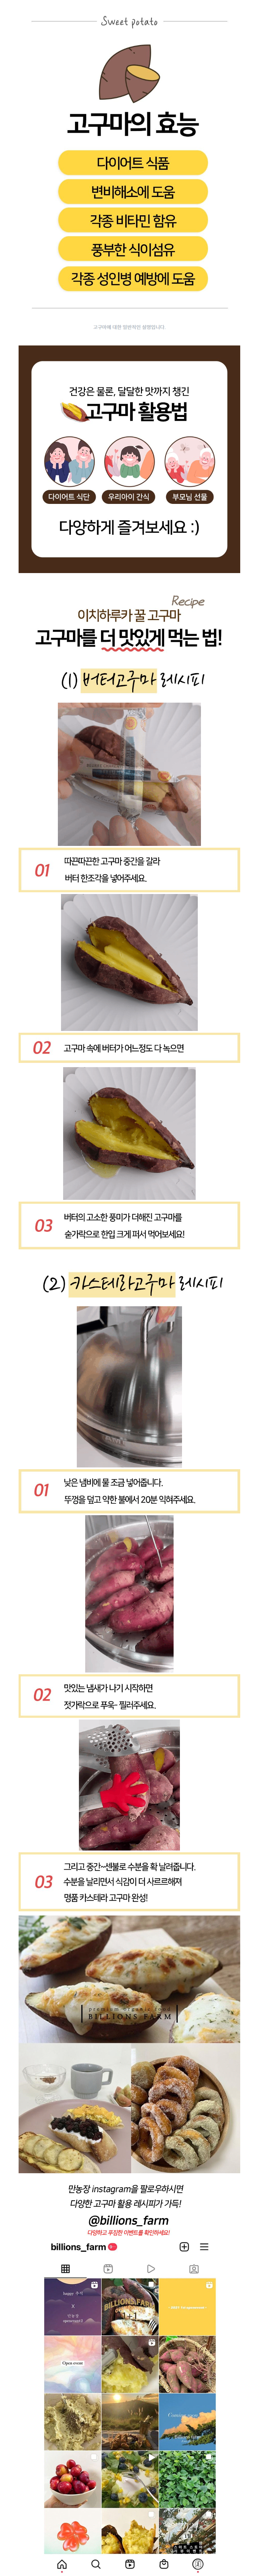 Sweet potato
고구마의 효능
다이어트 식품
변비해소에 도움
각종 비타민 함유
풍부한 식이섬유
각종 성인병 예방에 도움
고구마에 대한 일반적인 설명입니다.
건강은 물론, 달달한 맛까지 챙긴
고구마 활용법
다이어트 식단
우리아이 간식
부모님 선물
다양하게 즐겨보세요 :)
Recipe
이치하루카 꿀 고구마
고구마를 더 맛있게 먹는 법!
(1) 버터고구마 레시피
01
따끈따끈한 고구마 중간을 갈라
버터 한조각을 넣어주세요.
02
고구마 속에 버터가 어느정도 다 녹으면
03
버터의 고소한 풍미가 더해진 고구마를
숟가락으로 한입 크게 퍼서 먹어보세요!
(2) 카스테라고구마 레시피
01
낮은 냄비에 물 조금 넣어줍니다.
뚜껑을 덮고 약한 불에서 20분 익혀주세요.
02
맛있는 냄새가 나기 시작하면
젓가락으로 푸욱- 찔러주세요.
03
그리고 중간~센불로 수분을 확 날려줍니다.
수분을 날리면서 식감이 더 사르르해져
명품 카스테라 고구마 완성!
premium organic food
BILLIONS FARM
만농장 instagram을 팔로우하시면
다양한 고구마 활용 레시피가 가득!
@billions_farm
다양하고 푸짐한 이벤트를 확인하세요!
billions_farm
BILLIONS FARM
1+1
Open event